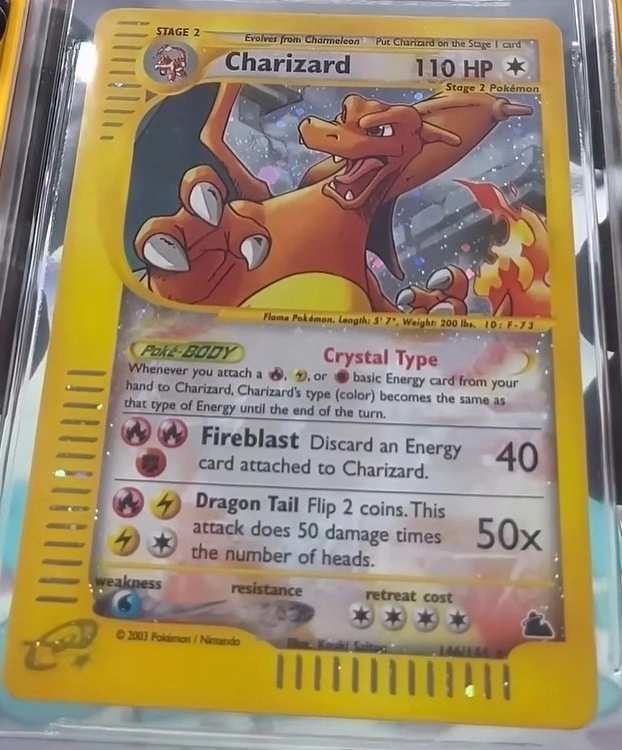 STAGE 2 Evolves from Charmeleon Put Charizard on the Stage 1 card
Charizard 110 HP
Stage 2 Pokémon
Flame Pokémon, Length: 5' 7", Weight: 200 lbs. ID: F-73
Poké-BODY Crystal Type
Whenever you attach a , , or basic Energy card from your
hand to Charizard, Charizard's type (color) becomes the same as
that type of Energy until the end of the turn.
Fireblast Discard an Energy
card attached to Charizard.
40
Dragon Tail Flip 2 coins. This
attack does 50 damage times
the number of heads.
50x
weakness resistance retreat cost
© 2003 Pokémon / Nintendo